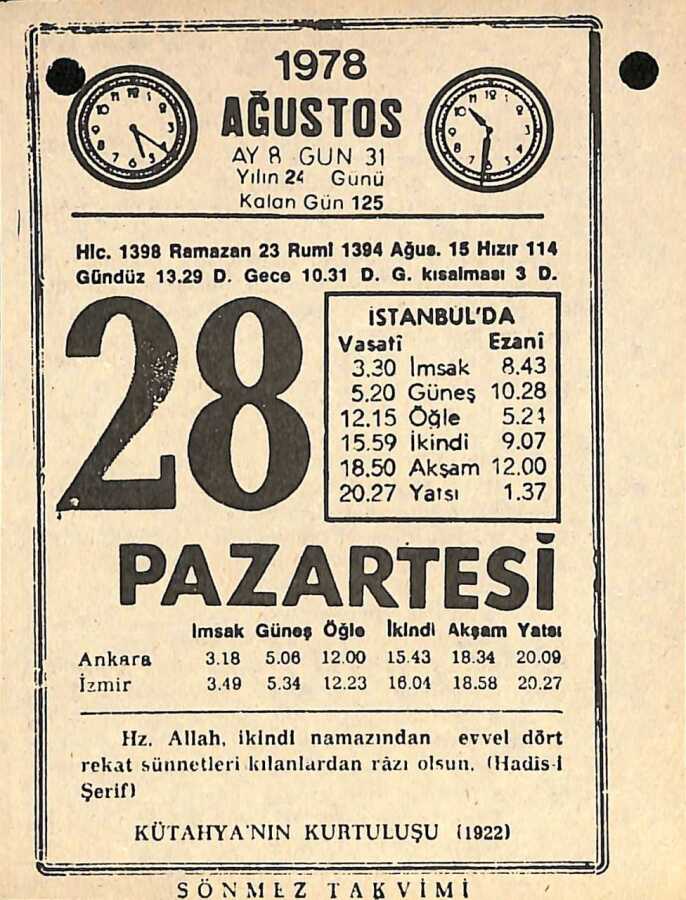 1978
AĞUSTOS
AY 8 GUN 31
Yılın 24 Günü
Kalan Gün 125
Hic. 1398 Ramazan 23 Rumi 1394 Ağus. 15 Hızır 114
Gündüz 13.29 D. Gece 10.31 D. G. kısalması 3 D.
28
İSTANBUL'DA
Vasatî Ezanî
3.30 İmsak 8.43
5.20 Güneş 10.28
12.15 Öğle 5.24
15.59 İkindi 9.07
18.50 Akşam 12.00
20.27 Yatsı 1.37
PAZARTESİ
İmsak Güneş Öğle İkindi Akşam Yatsı
Ankara 3.18 5.06 12.00 15.43 18.34 20.09
İzmir 3.49 5.34 12.23 16.04 18.58 20.27
Hz. Allah, ikindi namazından evvel dört
rekat sünnetleri kılanlardan râzı olsun. (Hadîs-i
Şerif)
KÜTAHYA'NIN KURTULUŞU (1922)
SÖNMEZ TAKVİMİ